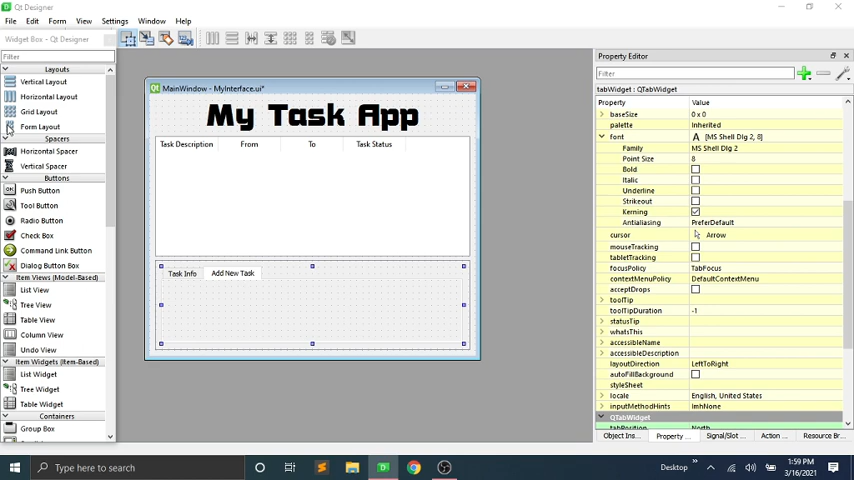 Qt Designer
File Edit Form View Settings Window Help
Widget Box - Qt Designer
Filter
Layouts
Vertical Layout
Horizontal Layout
Grid Layout
Form Layout
Spacers
Horizontal Spacer
Vertical Spacer
Buttons
Push Button
Tool Button
Radio Button
Check Box
Command Link Button
Dialog Button Box
Item Views (Model-Based)
List View
Tree View
Table View
Column View
Undo View
Item Widgets (Item-Based)
List Widget
Tree Widget
Table Widget
Containers
Group Box
MainWindow - MyInterface.ui*
My Task App
Task Description From To Task Status
Task Info Add New Task
Property Editor
Filter
tabWidget : QTabWidget
Property Value
baseSize 0 x 0
palette Inherited
font A [MS Shell Dlg 2, 8]
Family MS Shell Dlg 2
Point Size 8
Bold
Italic
Underline
Strikeout
Kerning
Antialiasing PreferDefault
cursor Arrow
mouseTracking
tabletTracking
focusPolicy TabFocus
contextMenuPolicy DefaultContextMenu
acceptDrops
toolTip
toolTipDuration -1
statusTip
whatsThis
accessibleName
accessibleDescription
layoutDirection LeftToRight
autoFillBackground
styleSheet
locale English, United States
inputMethodHints ImhNone
QTabWidget
tabPosition North
Object Ins... Property ... Signal/Slot ... Action ... Resource Br...
Type here to search
Desktop
1:59 PM
3/16/2021